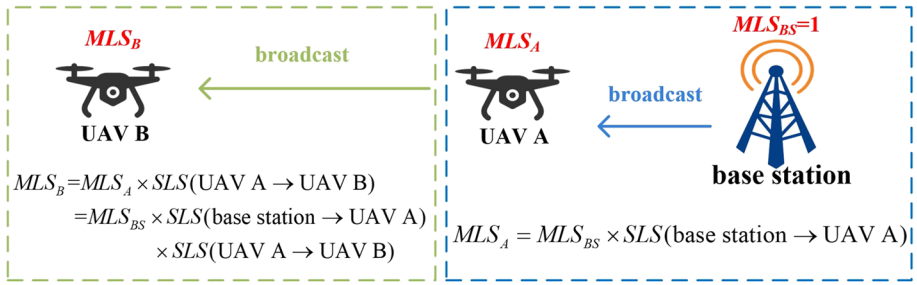 MLS_B
broadcast
UAV B
MLS_B=MLS_A×SLS(UAV A → UAV B)
=MLS_BS×SLS(base station → UAV A)
×SLS(UAV A → UAV B)
MLS_A
UAV A
broadcast
MLS_BS=1
base station
MLS_A = MLS_BS×SLS(base station → UAV A)